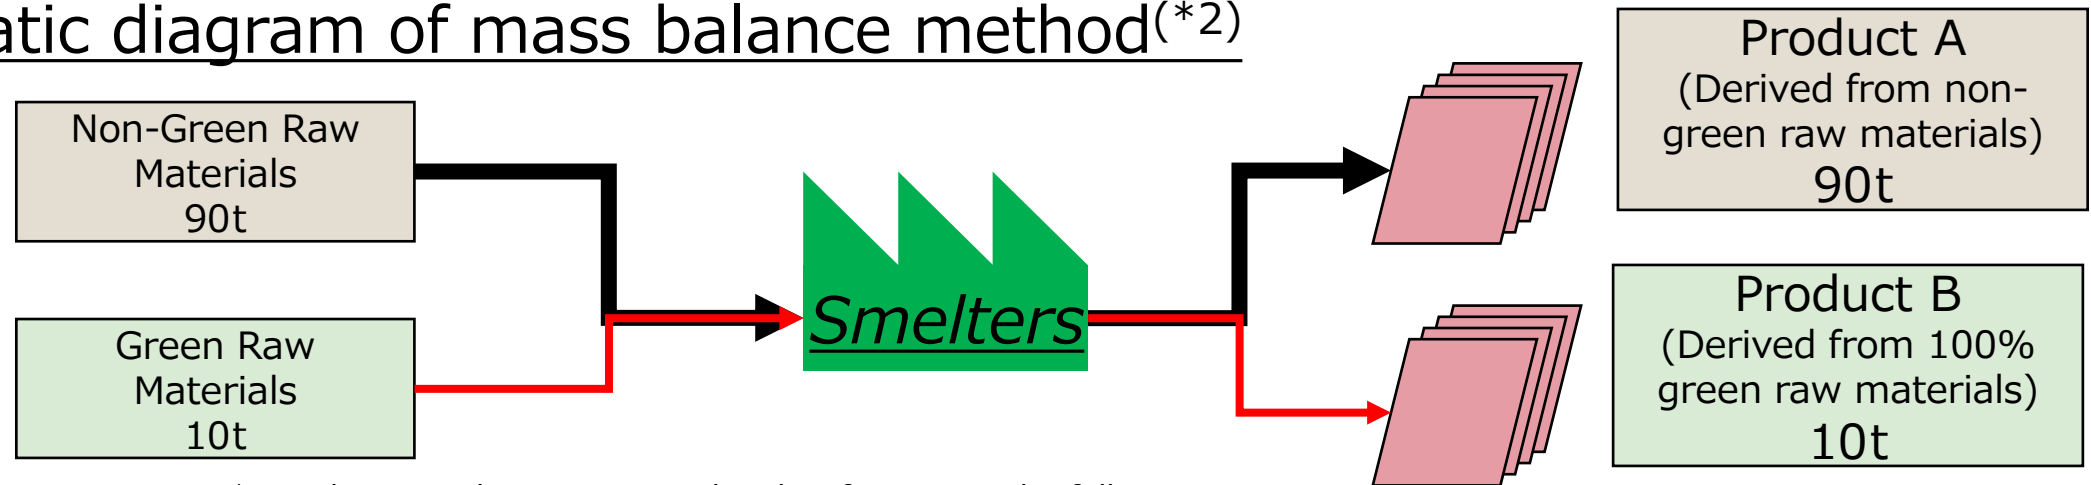 diagram of mass balance method(*2)
Non-Green Raw
Materials
90t
Green Raw
Materials
10t
Smelters
Product A
(Derived from non-
green raw materials)
90t
Product B
(Derived from 100%
green raw materials)
10t